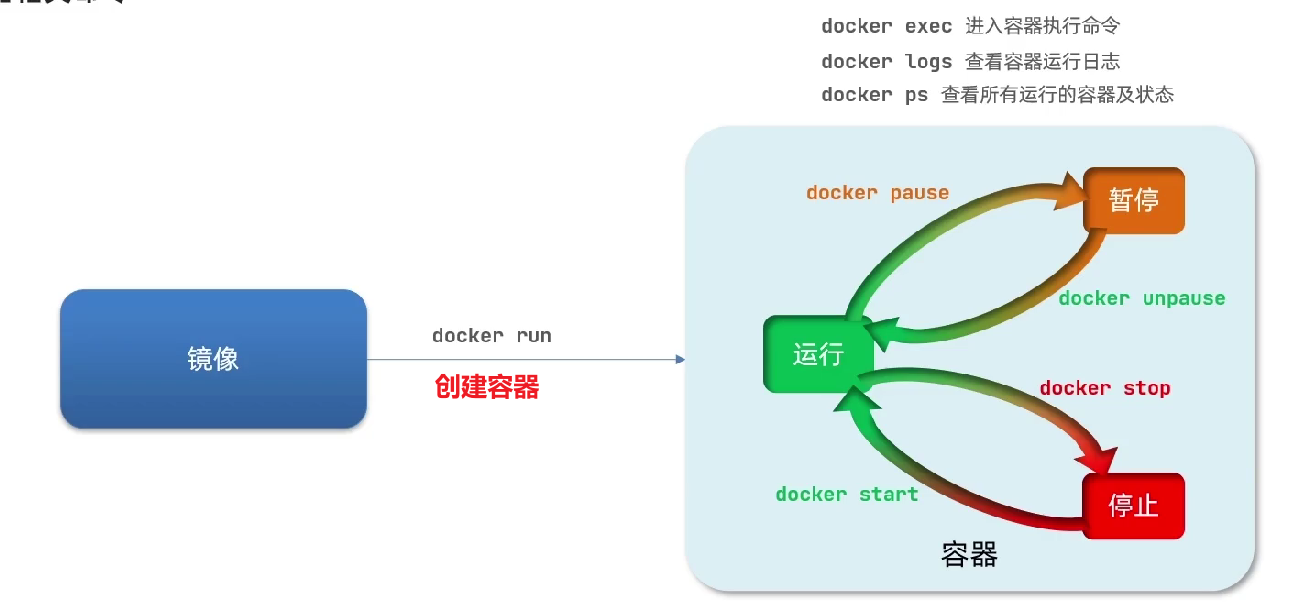 docker exec 进入容器执行命令
docker logs 查看容器运行日志
docker ps 查看所有运行的容器及状态
docker pause
暂停
docker unpause
镜像
docker run
创建容器
运行
docker stop
docker start
停止
容器